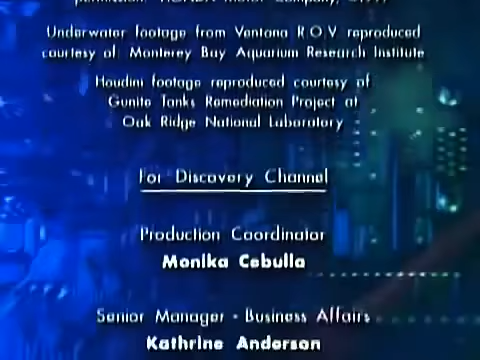 Underwater footage from Ventana R.O.V. reproduced
courtesy of: Monterey Bay Aquarium Research Institute
Houdini footage reproduced courtesy of
Gunite Tanks Remediation Project at
Oak Ridge National Laboratory
For Discovery Channel
Production Coordinator
Monika Cebulla
Senior Manager - Business Affairs
Kathrine Anderson